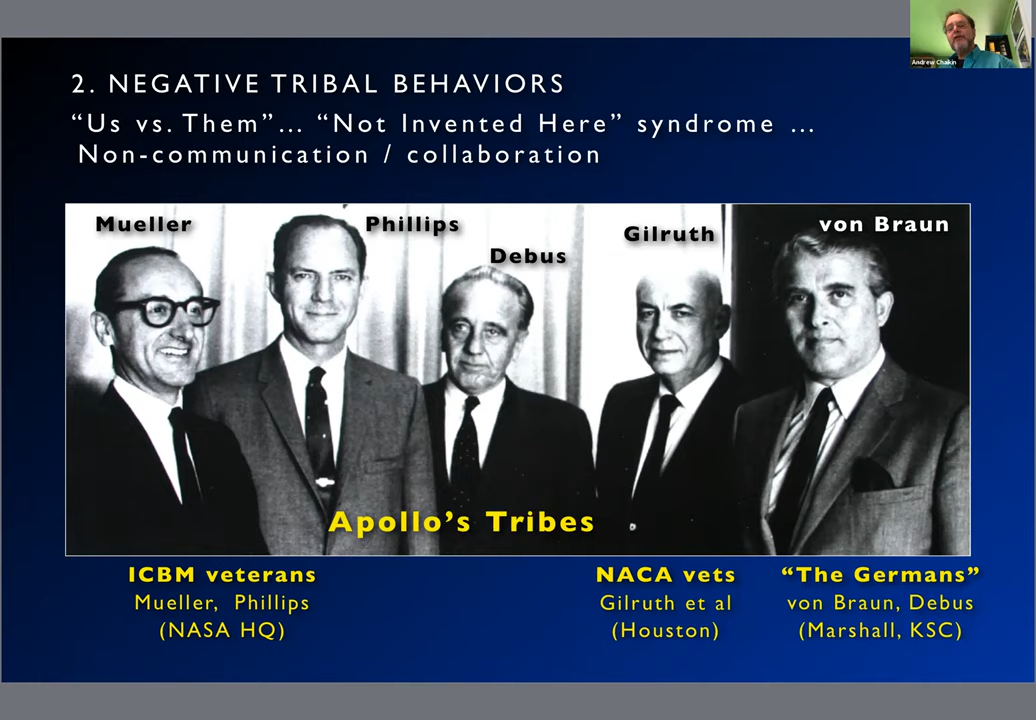 Andrew Chaikin
2. NEGATIVE TRIBAL BEHAVIORS
“Us vs. Them”… “Not Invented Here” syndrome …
Non-communication / collaboration
Mueller
Phillips
Debus
Gilruth
von Braun
Apollo’s Tribes
ICBM veterans
Mueller, Phillips
(NASA HQ)
NACA vets
Gilruth et al
(Houston)
“The Germans”
von Braun, Debus
(Marshall, KSC)